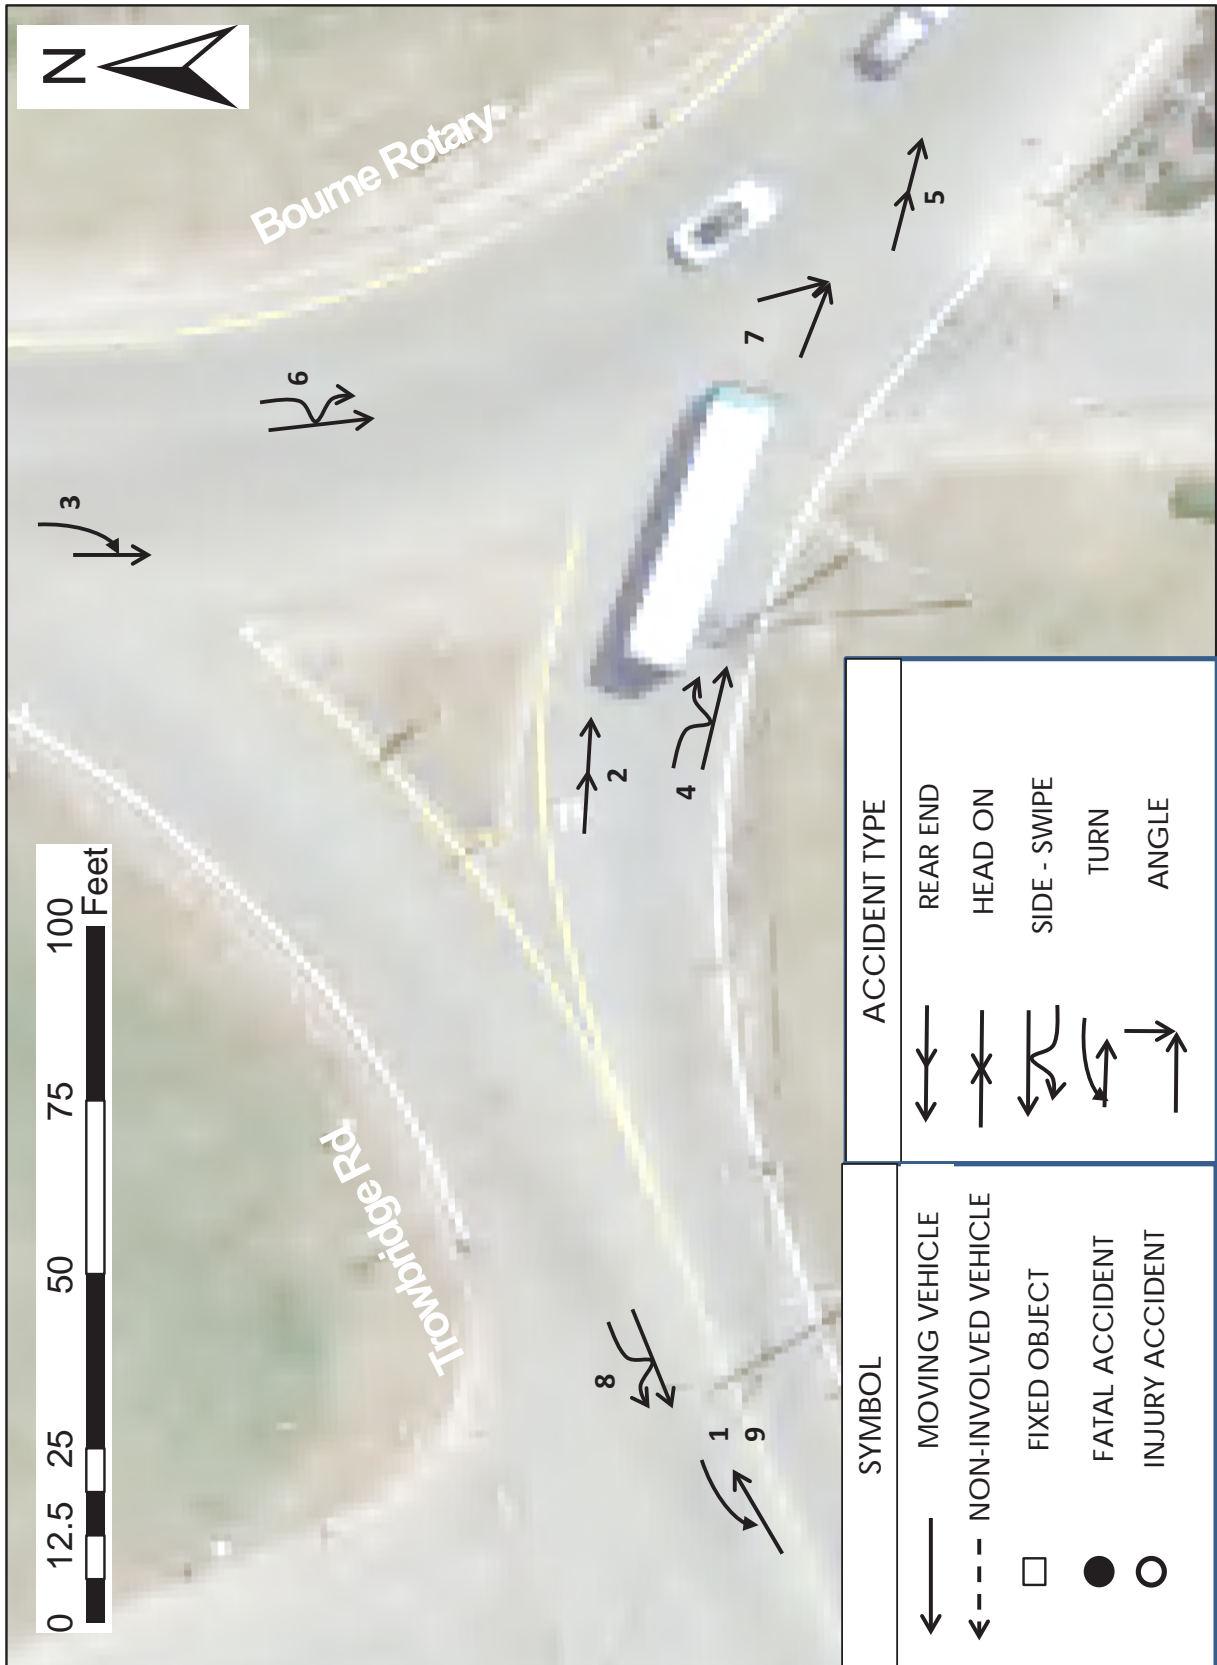 N
Bourne Rotary
Trowbridge Rd
0 12.5 25 50 75 100
Feet
1
9
8
2
4
3
6
7
5
SYMBOL
MOVING VEHICLE
NON-INVOLVED VEHICLE
FIXED OBJECT
FATAL ACCIDENT
INJURY ACCIDENT
ACCIDENT TYPE
REAR END
HEAD ON
SIDE - SWIPE
TURN
ANGLE